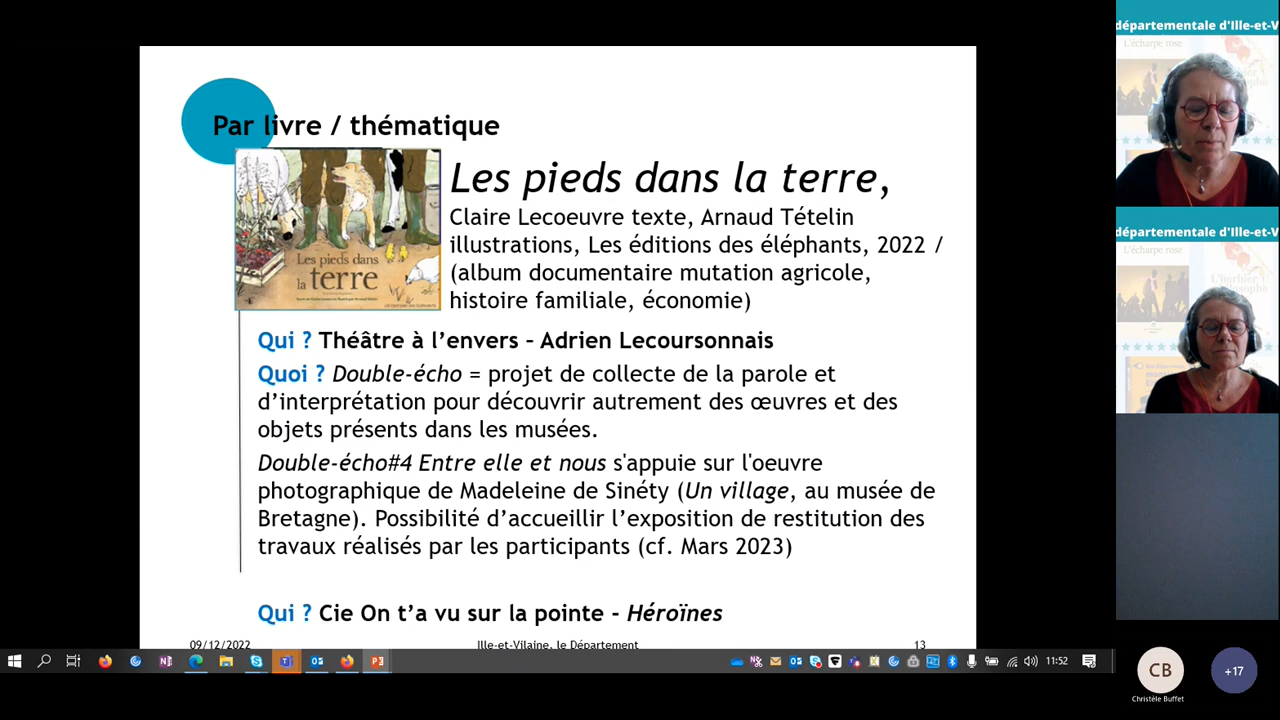 Par livre / thématique
Les pieds dans la terre,
Claire Lecoeuvre texte, Arnaud Tételin
illustrations, Les éditions des éléphants, 2022 /
(album documentaire mutation agricole,
histoire familiale, économie)
Les pieds dans
la terre
Qui ? Théâtre à l’envers – Adrien Lecoursonnais
Quoi ? Double-écho = projet de collecte de la parole et
d’interprétation pour découvrir autrement des œuvres et des
objets présents dans les musées.
Double-écho#4 Entre elle et nous s'appuie sur l'oeuvre
photographique de Madeleine de Sinéty (Un village, au musée de
Bretagne). Possibilité d’accueillir l’exposition de restitution des
travaux réalisés par les participants (cf. Mars 2023)
Qui ? Cie On t’a vu sur la pointe - Héroïnes
09/12/2022
Ille-et-Vilaine, le Département
13
11:52
départementale d'Ille-et-V
L'écharpe rose
départementale d'Ille-et-V
L'écharpe rose
CB
Christèle Buffet
+17